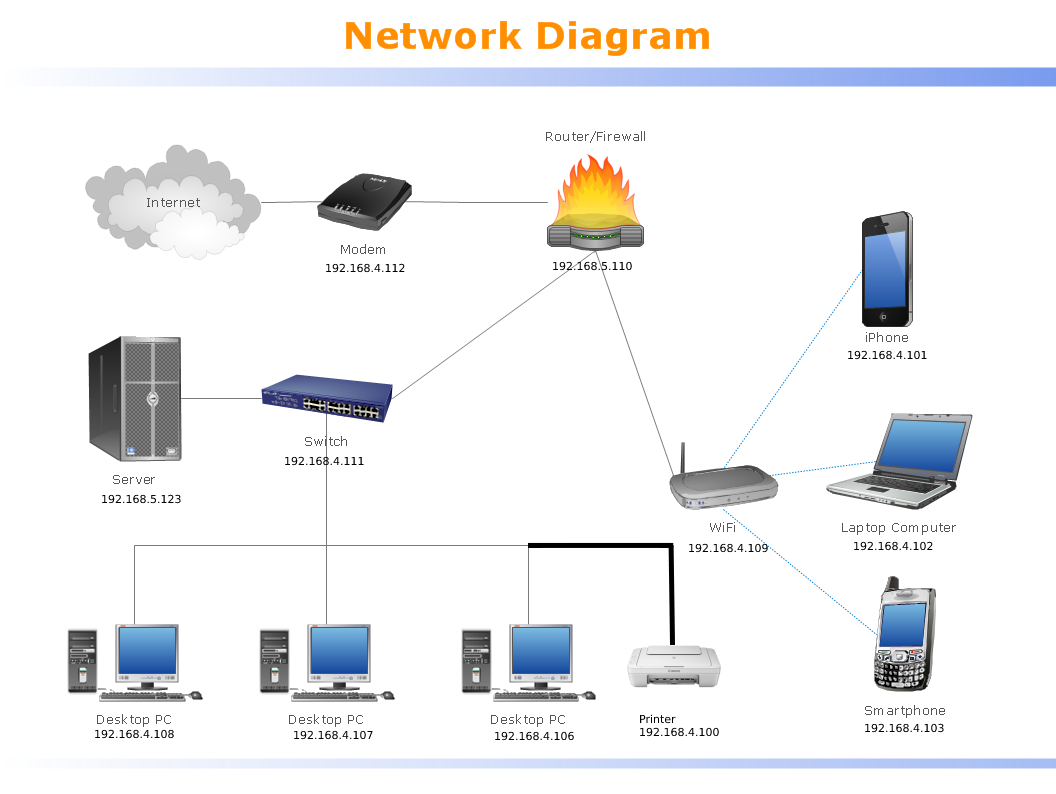 Network Diagram
Router/Firewall
Internet
Modem
192.168.4.112
192.168.5.110
iPhone
192.168.4.101
Switch
192.168.4.111
Server
192.168.5.123
WiFi
192.168.4.109
Laptop Computer
192.168.4.102
Desktop PC
192.168.4.108
Desktop PC
192.168.4.107
Desktop PC
192.168.4.106
Printer
192.168.4.100
Smartphone
192.168.4.103